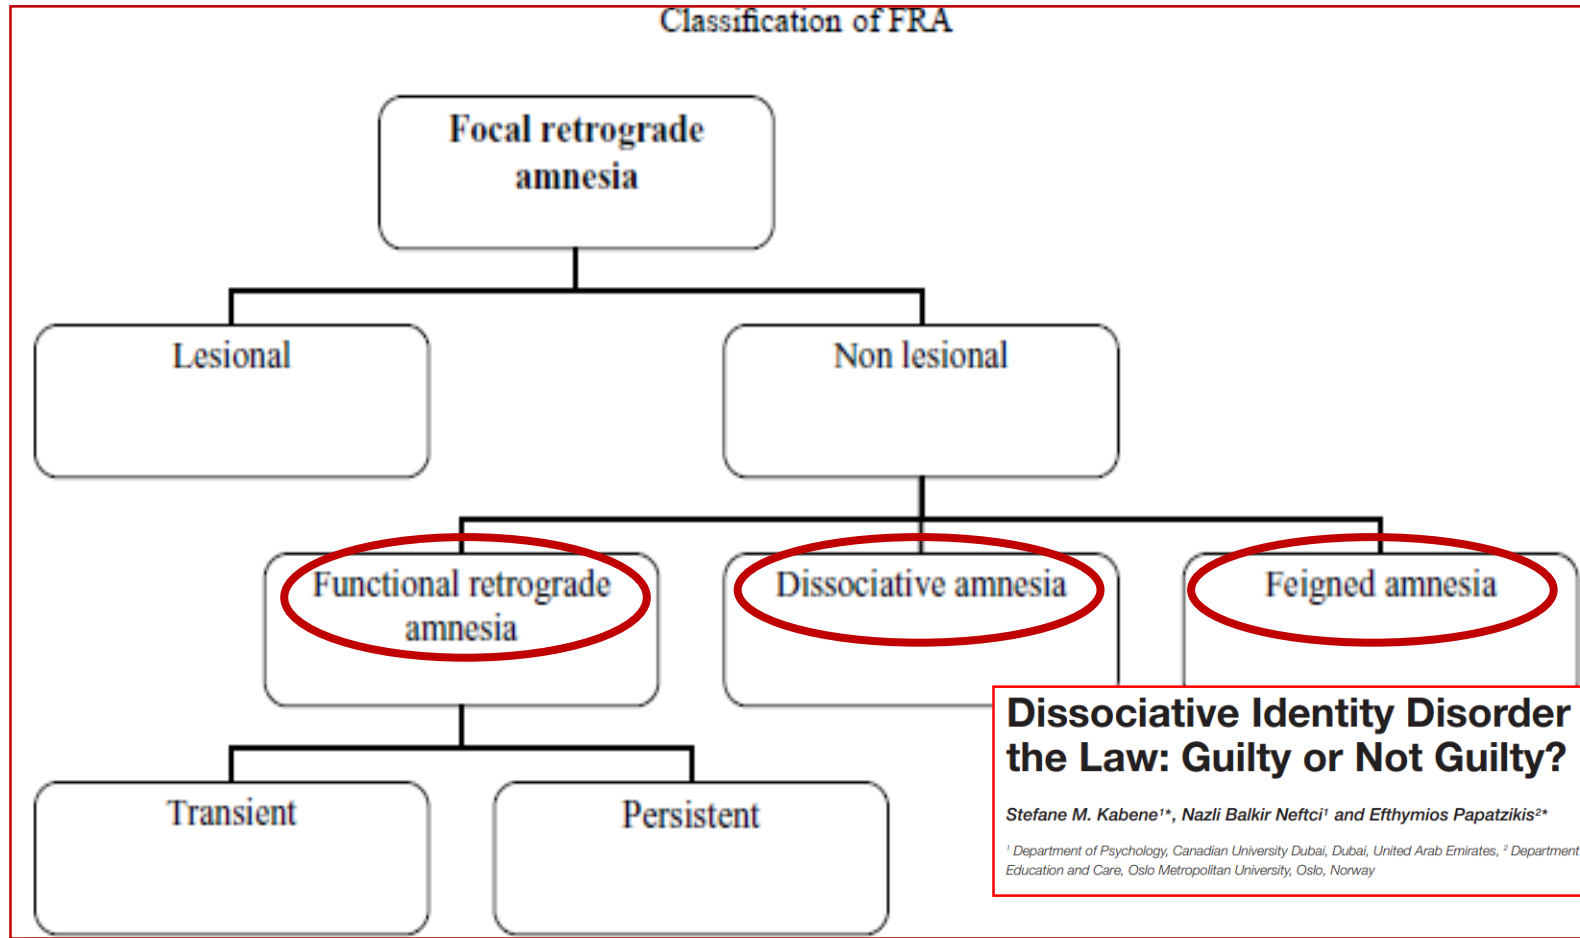 Classification of FRA
Focal retrograde
amnesia
Lesional
Non lesional
Functional retrograde
amnesia
Dissociative amnesia
Feigned amnesia
Transient
Persistent
Dissociative Identity Disorder
the Law: Guilty or Not Guilty?
Stefane M. Kabene¹*, Nazli Balkir Neftci¹ and Efthymios Papatzikis²*
¹ Department of Psychology, Canadian University Dubai, Dubai, United Arab Emirates, ² Department
Education and Care, Oslo Metropolitan University, Oslo, Norway